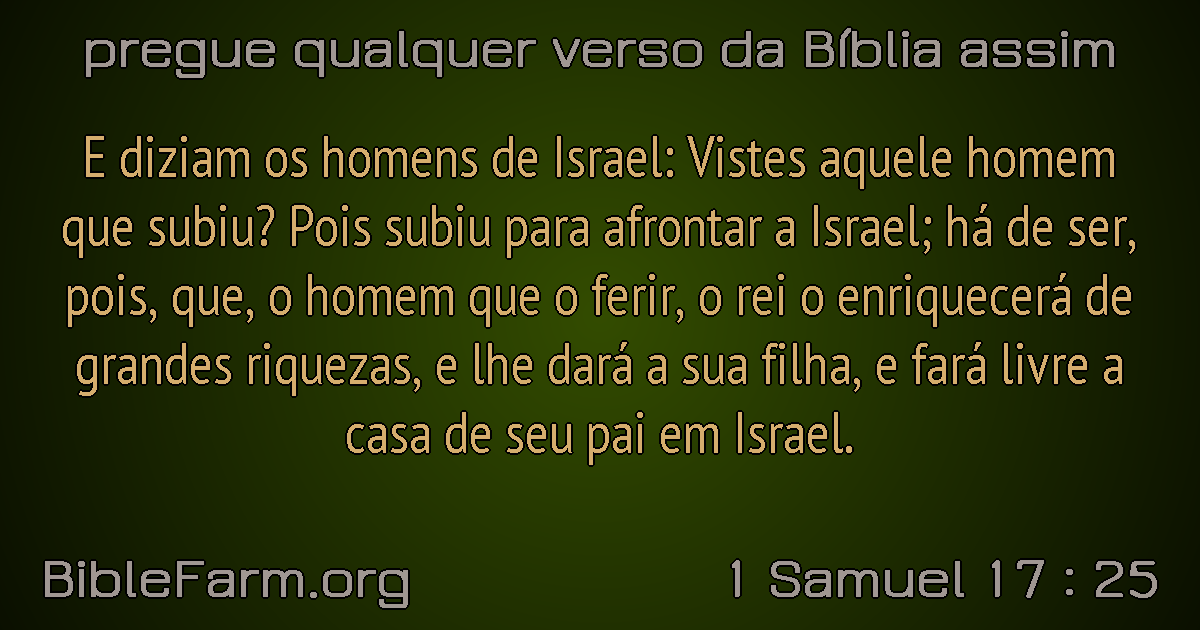 pregue qualquer verso da Bíblia assim
E diziam os homens de Israel: Vistes aquele homem
que subiu? Pois subiu para afrontar a Israel; há de ser,
pois, que, o homem que o ferir, o rei o enriquecerá de
grandes riquezas, e lhe dará a sua filha, e fará livre a
casa de seu pai em Israel.
BibleFarm.org
1 Samuel 17 : 25